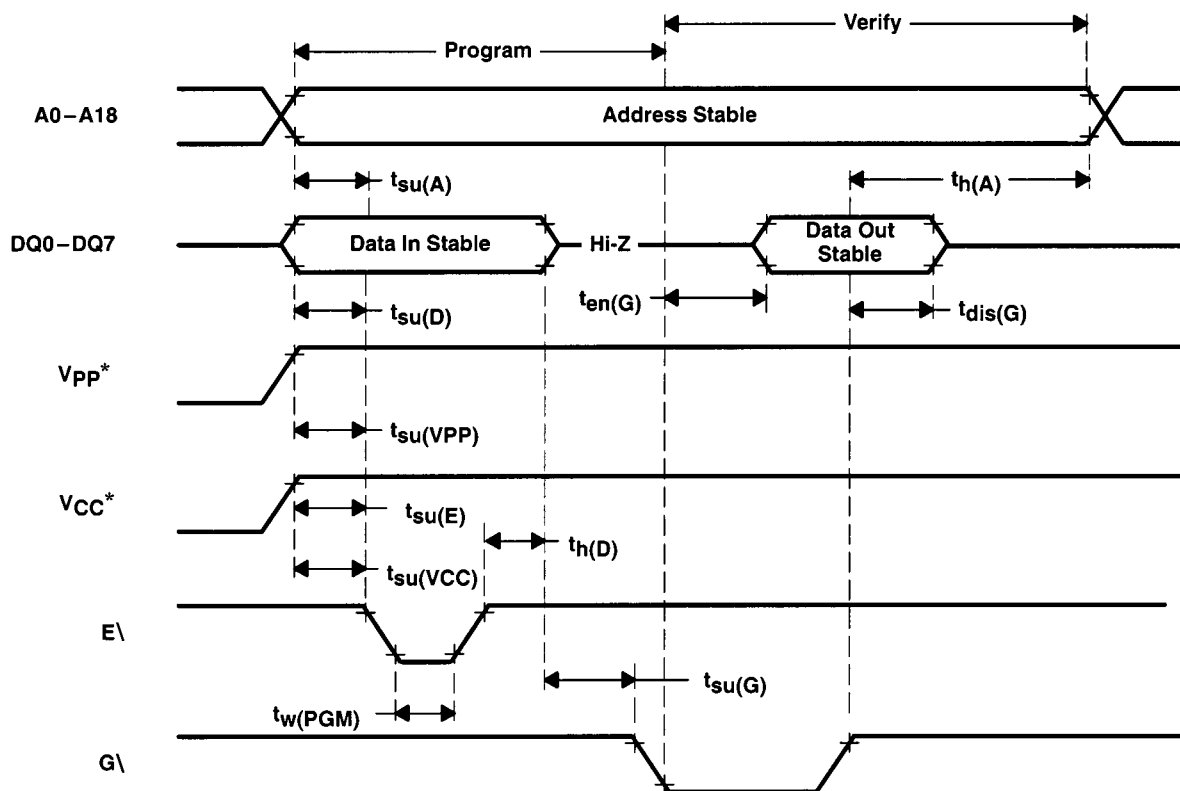 Verify
Program
A0–A18
Address Stable
tsu(A)
th(A)
DQ0–DQ7
Data In Stable
Hi-Z
Data Out
Stable
ten(G)
tsu(D)
tdis(G)
VPP*
tsu(VPP)
VCC*
tsu(E)
th(D)
tsu(VCC)
E\
tsu(G)
tw(PGM)
G\